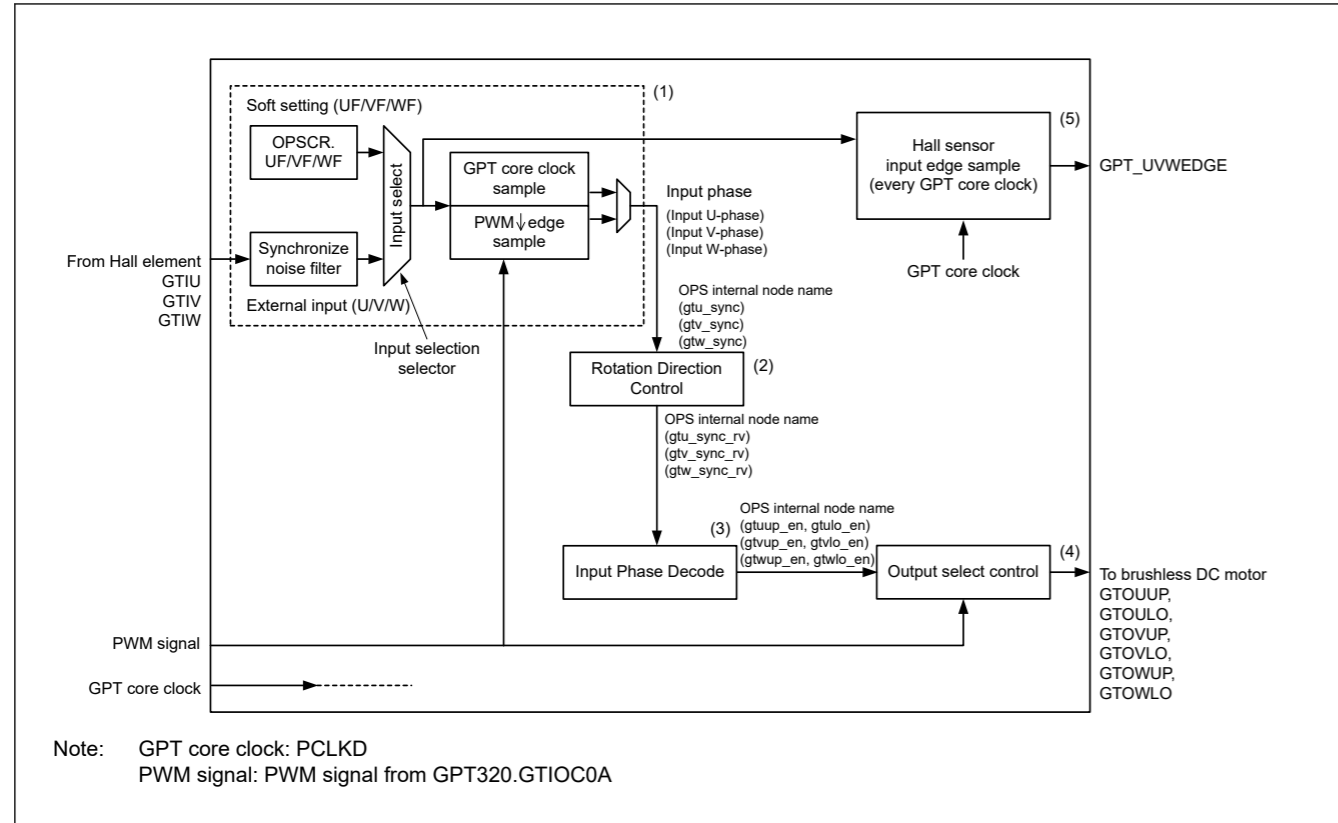 (1)
Soft setting (UF/VF/WF)
OPSCR.
UF/VF/WF
Input select
Synchronize
noise filter
External input (U/V/W)
From Hall element
GTIU
GTIV
GTIW
Input selection
selector
GPT core clock
sample
PWM↓edge
sample
Input phase
(Input U-phase)
(Input V-phase)
(Input W-phase)
(5)
Hall sensor
input edge sample
(every GPT core clock)
GPT_UVWEDGE
GPT core clock
OPS internal node name
(gtu_sync)
(gtv_sync)
(gtw_sync)
(2)
Rotation Direction
Control
OPS internal node name
(gtu_sync_rv)
(gtv_sync_rv)
(gtw_sync_rv)
(3)
Input Phase Decode
OPS internal node name
(gtuup_en, gtulo_en)
(gtvup_en, gtvlo_en)
(gtwup_en, gtwlo_en)
(4)
Output select control
To brushless DC motor
GTOUUP,
GTOULO,
GTOVUP,
GTOVLO,
GTOWUP,
GTOWLO
PWM signal
GPT core clock
Note: GPT core clock: PCLKD
PWM signal: PWM signal from GPT320.GTIOC0A